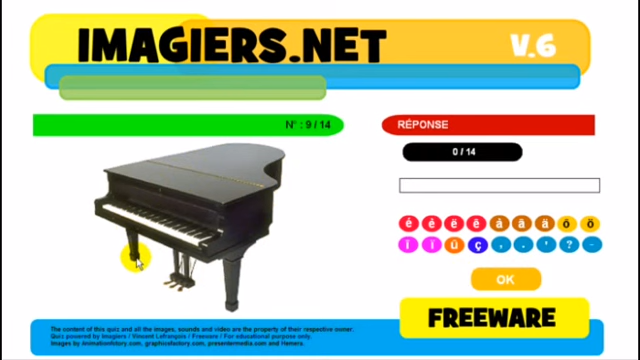 IMAGIERS.NET
V.6
N° : 9 / 14
RÉPONSE
0 / 14
é è ë ê à â ä ô ö
î ï ü ç , . ' ? -
OK
FREEWARE
The content of this quiz and all the images, sounds and video are the property of their respective owner.
Quiz powered by Imagiers / Vincent Lefrançois / Freeware / For educational purpose only.
Images by Animationfctory.com, graphicsfactory.com, presentermedia.com and Hemera.